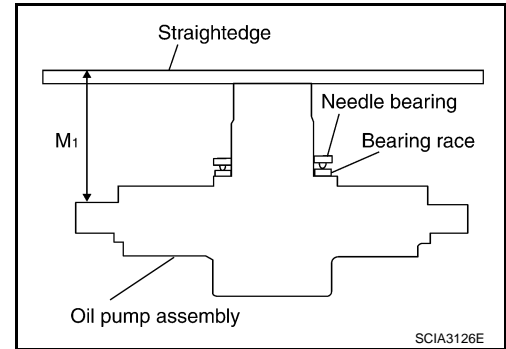 Straightedge
Needle bearing
M1
Bearing race
Oil pump assembly
SCIA3126E